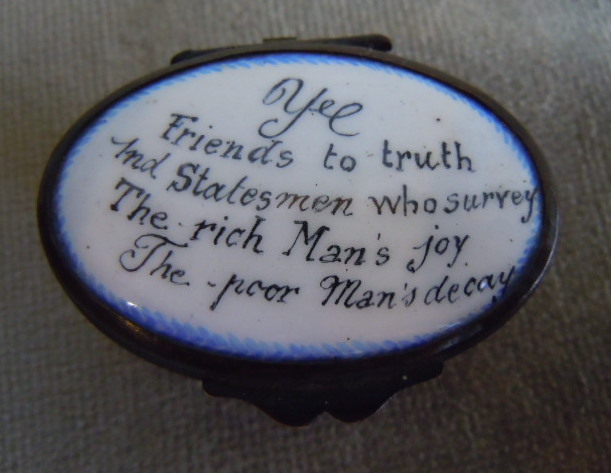 Yee
Friends to truth
And Statesmen who survey
The rich Man's joy
The poor Man's decay